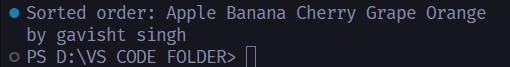 Sorted order: Apple Banana Cherry Grape Orange
by gavisht singh
PS D:\VS CODE FOLDER>